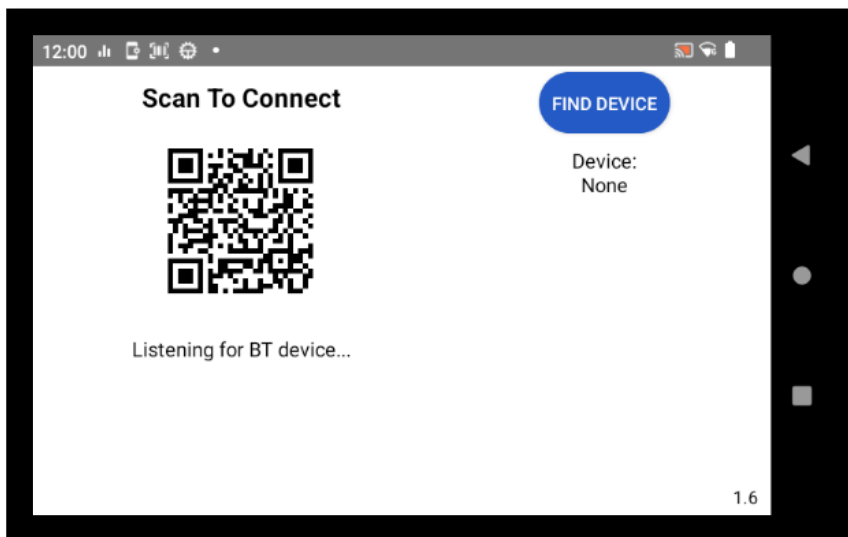 12:00
Scan To Connect
FIND DEVICE
Device:
None
Listening for BT device...
1.6